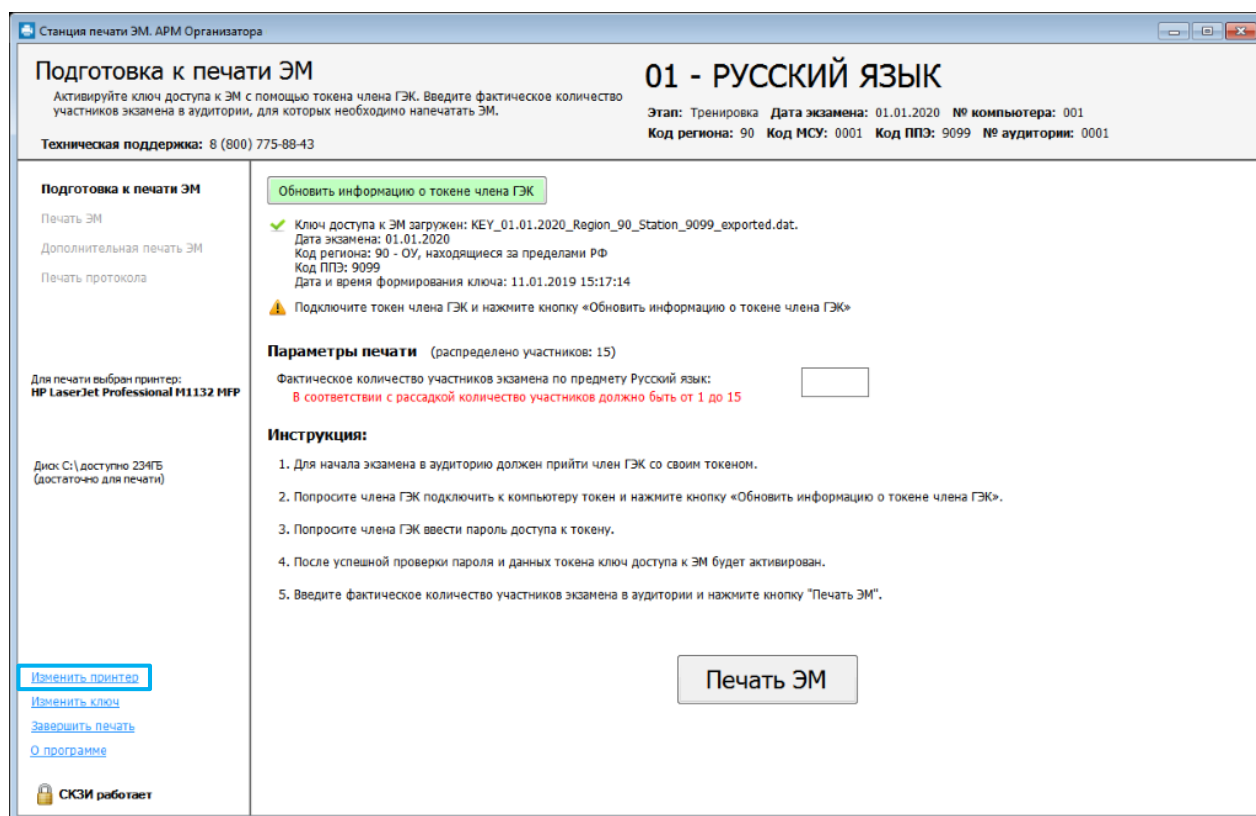 Станция печати ЭМ. АРМ Организатора
Подготовка к печати ЭМ
Активируйте ключ доступа к ЭМ с помощью токена члена ГЭК. Введите фактическое количество
участников экзамена в аудитории, для которых необходимо напечатать ЭМ.
Техническая поддержка: 8 (800) 775-88-43
01 - РУССКИЙ ЯЗЫК
Этап: Тренировка Дата экзамена: 01.01.2020 № компьютера: 001
Код региона: 90 Код МСУ: 0001 Код ППЭ: 9099 № аудитории: 0001
Подготовка к печати ЭМ
Печать ЭМ
Дополнительная печать ЭМ
Печать протокола
Для печати выбран принтер:
HP LaserJet Professional M1132 MFP
Диск C:\ доступно 234ГБ
(достаточно для печати)
Изменить принтер
Изменить ключ
Завершить печать
О программе
СКЗИ работает
Обновить информацию о токене члена ГЭК
Ключ доступа к ЭМ загружен: KEY_01.01.2020_Region_90_Station_9099_exported.dat.
Дата экзамена: 01.01.2020
Код региона: 90 - ОУ, находящиеся за пределами РФ
Код ППЭ: 9099
Дата и время формирования ключа: 11.01.2019 15:17:14
Подключите токен члена ГЭК и нажмите кнопку «Обновить информацию о токене члена ГЭК»
Параметры печати (распределено участников: 15)
Фактическое количество участников экзамена по предмету Русский язык:
В соответствии с рассадкой количество участников должно быть от 1 до 15
Инструкция:
1. Для начала экзамена в аудиторию должен прийти член ГЭК со своим токеном.
2. Попросите члена ГЭК подключить к компьютеру токен и нажмите кнопку «Обновить информацию о токене члена ГЭК».
3. Попросите члена ГЭК ввести пароль доступа к токену.
4. После успешной проверки пароля и данных токена ключ доступа к ЭМ будет активирован.
5. Введите фактическое количество участников экзамена в аудитории и нажмите кнопку "Печать ЭМ".
Печать ЭМ